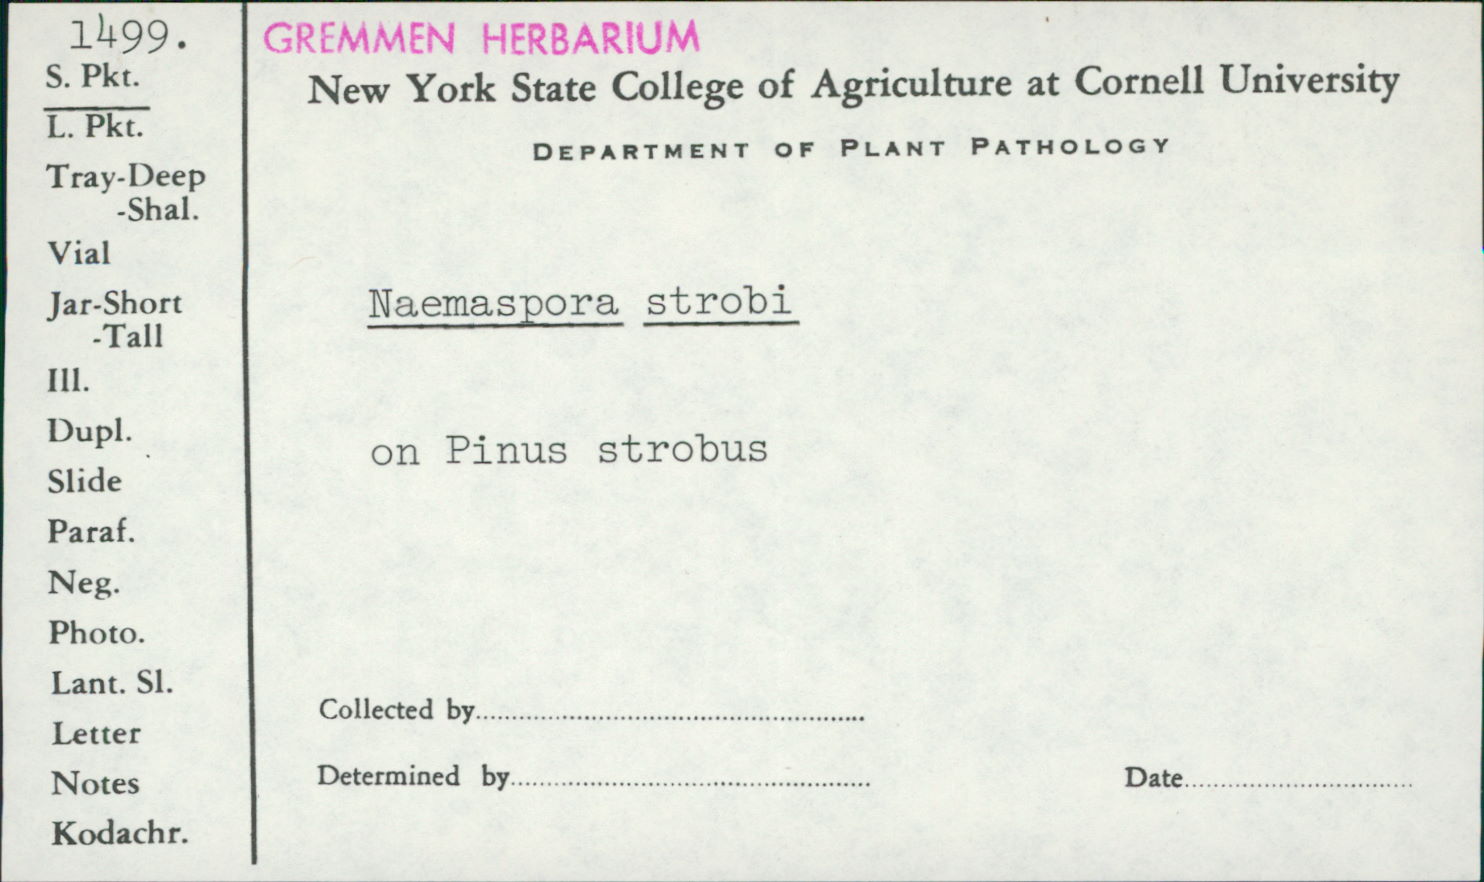 1499.
S. Pkt.
L. Pkt.
Tray-Deep
-Shal.
Vial
Jar-Short
-Tall
Ill.
Dupl.
Slide
Paraf.
Neg.
Photo.
Lant. Sl.
Letter
Notes
Kodachr.
GREMMEN HERBARIUM
New York State College of Agriculture at Cornell University
DEPARTMENT OF PLANT PATHOLOGY
Naemaspora strobi
on Pinus strobus
Collected by
Determined by
Date